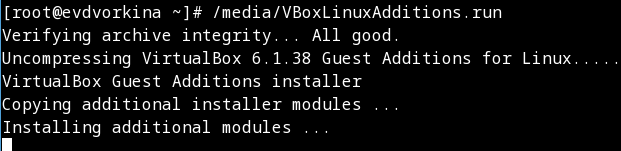 [root@evdvorkina ~]# /media/VBoxLinuxAdditions.run
Verifying archive integrity... All good.
Uncompressing VirtualBox 6.1.38 Guest Additions for Linux.....
VirtualBox Guest Additions installer
Copying additional installer modules ...
Installing additional modules ...